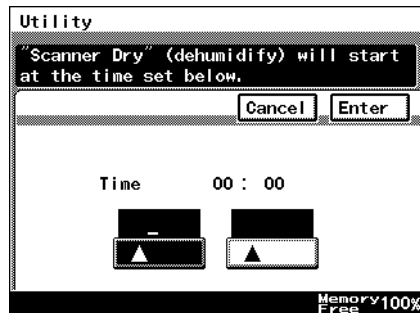 Utility
"Scanner Dry" (dehumidify) will start
at the time set below.
Cancel Enter
Time 00 : 00
Memory 100%
Free